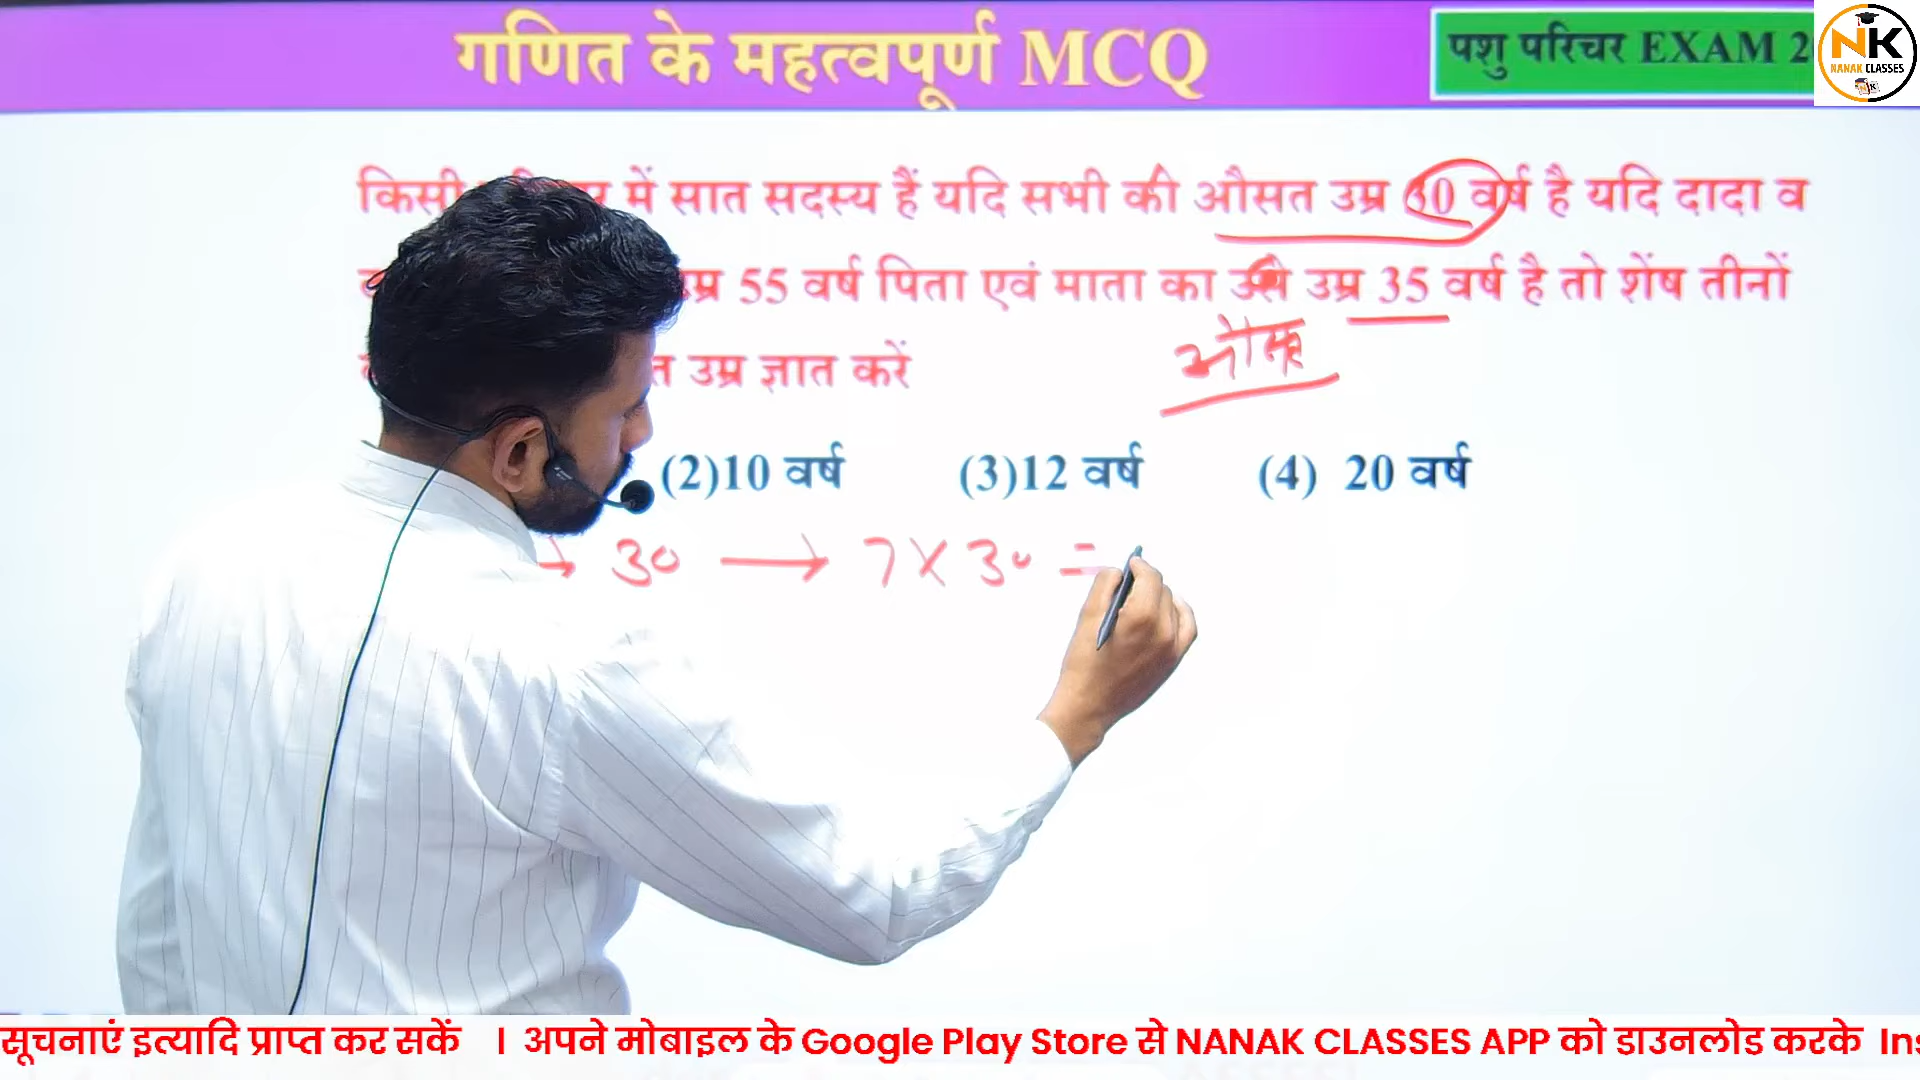 गणित के महत्वपूर्ण MCQ
पशु परिचर EXAM 2
NK
NANAK CLASSES
किसी में सात सदस्य हैं यदि सभी की औसत उम्र 30 वर्ष है यदि दादा व
उम्र 55 वर्ष पिता एवं माता का उम्र 35 वर्ष है तो शेंष तीनों
उम्र ज्ञात करें
(2)10 वर्ष (3)12 वर्ष (4) 20 वर्ष
→ 30 → 7 X 30 =
सूचनाएं इत्यादि प्राप्त कर सकें । अपने मोबाइल के Google Play Store से NANAK CLASSES APP को डाउनलोड करके